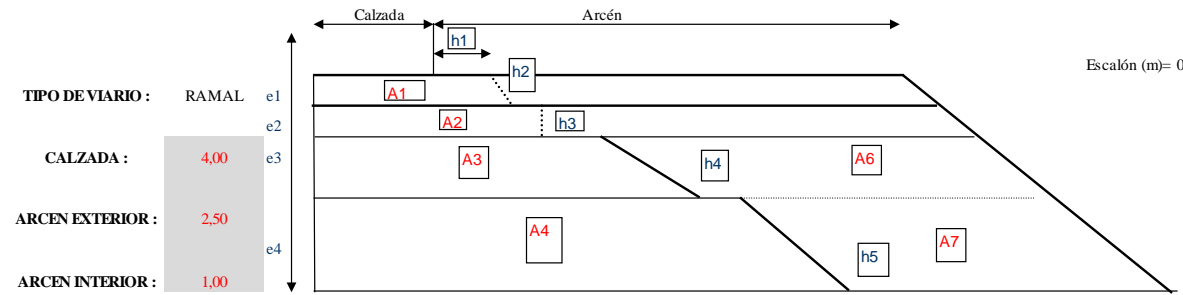 Calzada Arcén
h1
h2
Escalón (m)= 0
TIPO DE VIARIO : RAMAL e1 A1
e2 A2 h3
CALZADA : 4,00 e3 A3 h4 A6
ARCEN EXTERIOR : 2,50
A4
e4 h5 A7
ARCEN INTERIOR : 1,00